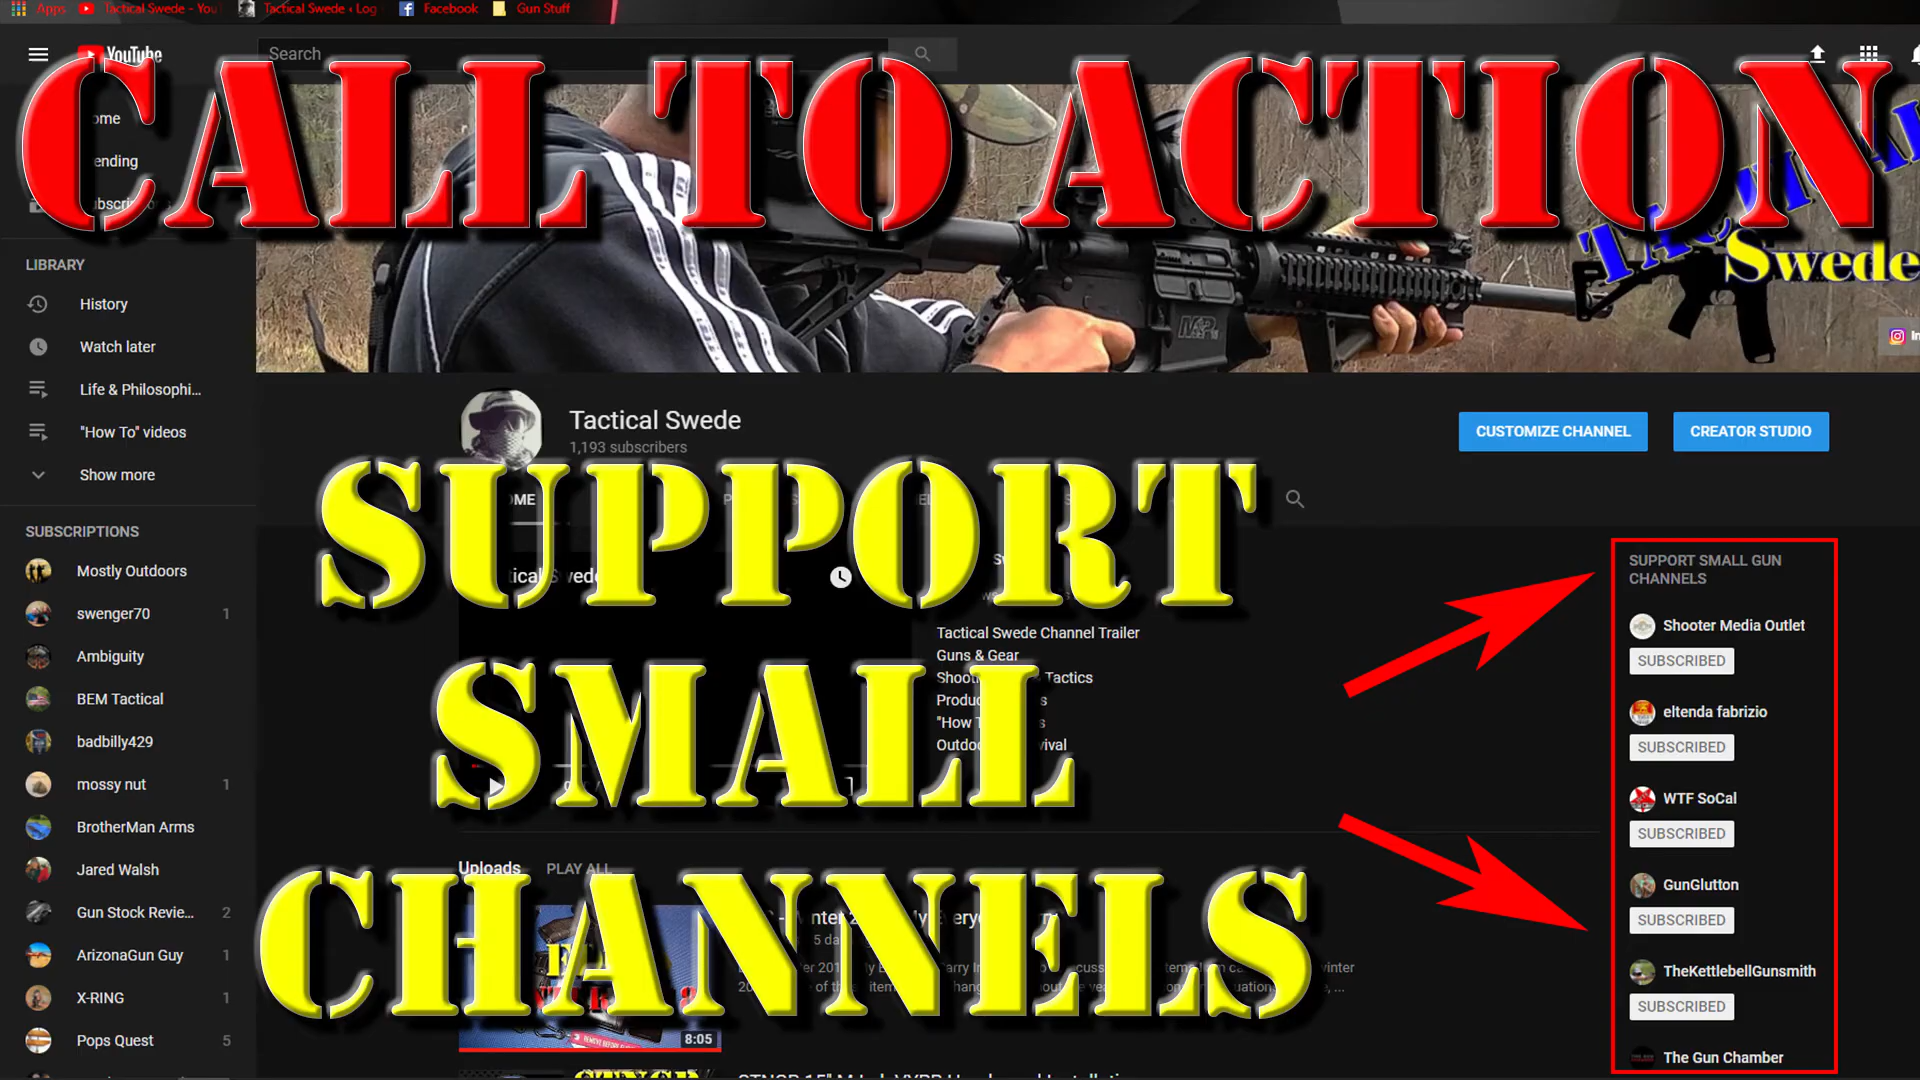 Apps
Tactical Swede - You
Tactical Swede ‹ Log
Facebook
Gun Stuff
YouTube
Search
CALL TO ACTION
LIBRARY
History
Watch later
Life & Philosophi...
"How To" videos
Show more
Swede
M&P
Tactical Swede
1,193 subscribers
CUSTOMIZE CHANNEL
CREATOR STUDIO
SUPPORT
SMALL
CHANNELS
SUBSCRIPTIONS
Mostly Outdoors
swenger70 1
Ambiguity
BEM Tactical
badbilly429
mossy nut 1
BrotherMan Arms
Jared Walsh
Gun Stock Revie... 2
ArizonaGun Guy 1
X-RING 1
Pops Quest 5
Tactical Swede Channel Trailer
Guns & Gear
Tactics
Uploads
PLAY ALL
8:05
SUPPORT SMALL GUN
CHANNELS
Shooter Media Outlet
SUBSCRIBED
eltenda fabrizio
SUBSCRIBED
WTF SoCal
SUBSCRIBED
GunGlutton
SUBSCRIBED
TheKettlebellGunsmith
SUBSCRIBED
The Gun Chamber